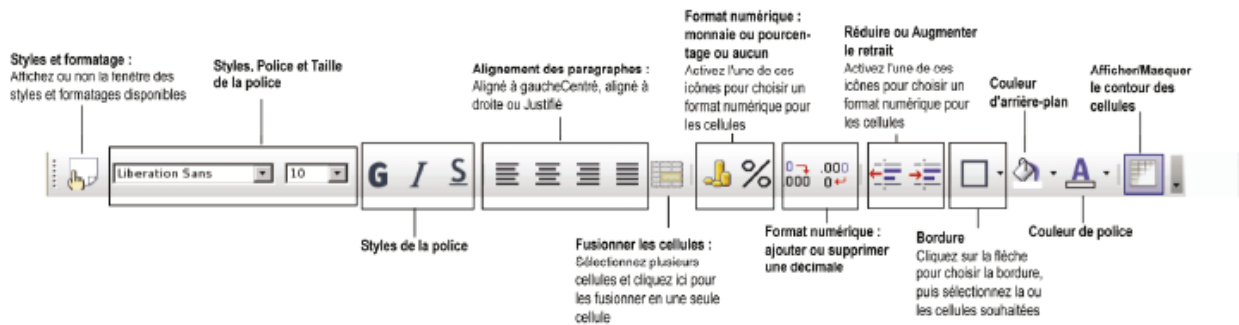 Styles et formatage :
Affichez ou non la fenêtre des
styles et formatages disponibles
Styles, Police et Taille
de la police
Alignement des paragraphes :
Aligné à gaucheCentré, aligné à
droite ou Justifié
Format numérique :
monnaie ou pourcen-
tage ou aucun
Activez l'une de ces
icônes pour choisir un
format numérique pour
les cellules
Réduire ou Augmenter
le retrait
Activez l'une de ces
icônes pour choisir un
format numérique pour
les cellules
Couleur
d'arrière-plan
Afficher/Masquer
le contour des
cellules
Liberation Sans
10
G I S
%
0 000
.000 0
A
Styles de la police
Fusionner les cellules :
Sélectionnez plusieurs
cellules et cliquez ici pour
les fusionner en une seule
cellule
Format numérique :
ajouter ou supprimer
une décimale
Bordure
Cliquez sur la flèche
pour choisir la bordure,
puis sélectionnez la ou
les cellules souhaitées
Couleur de police